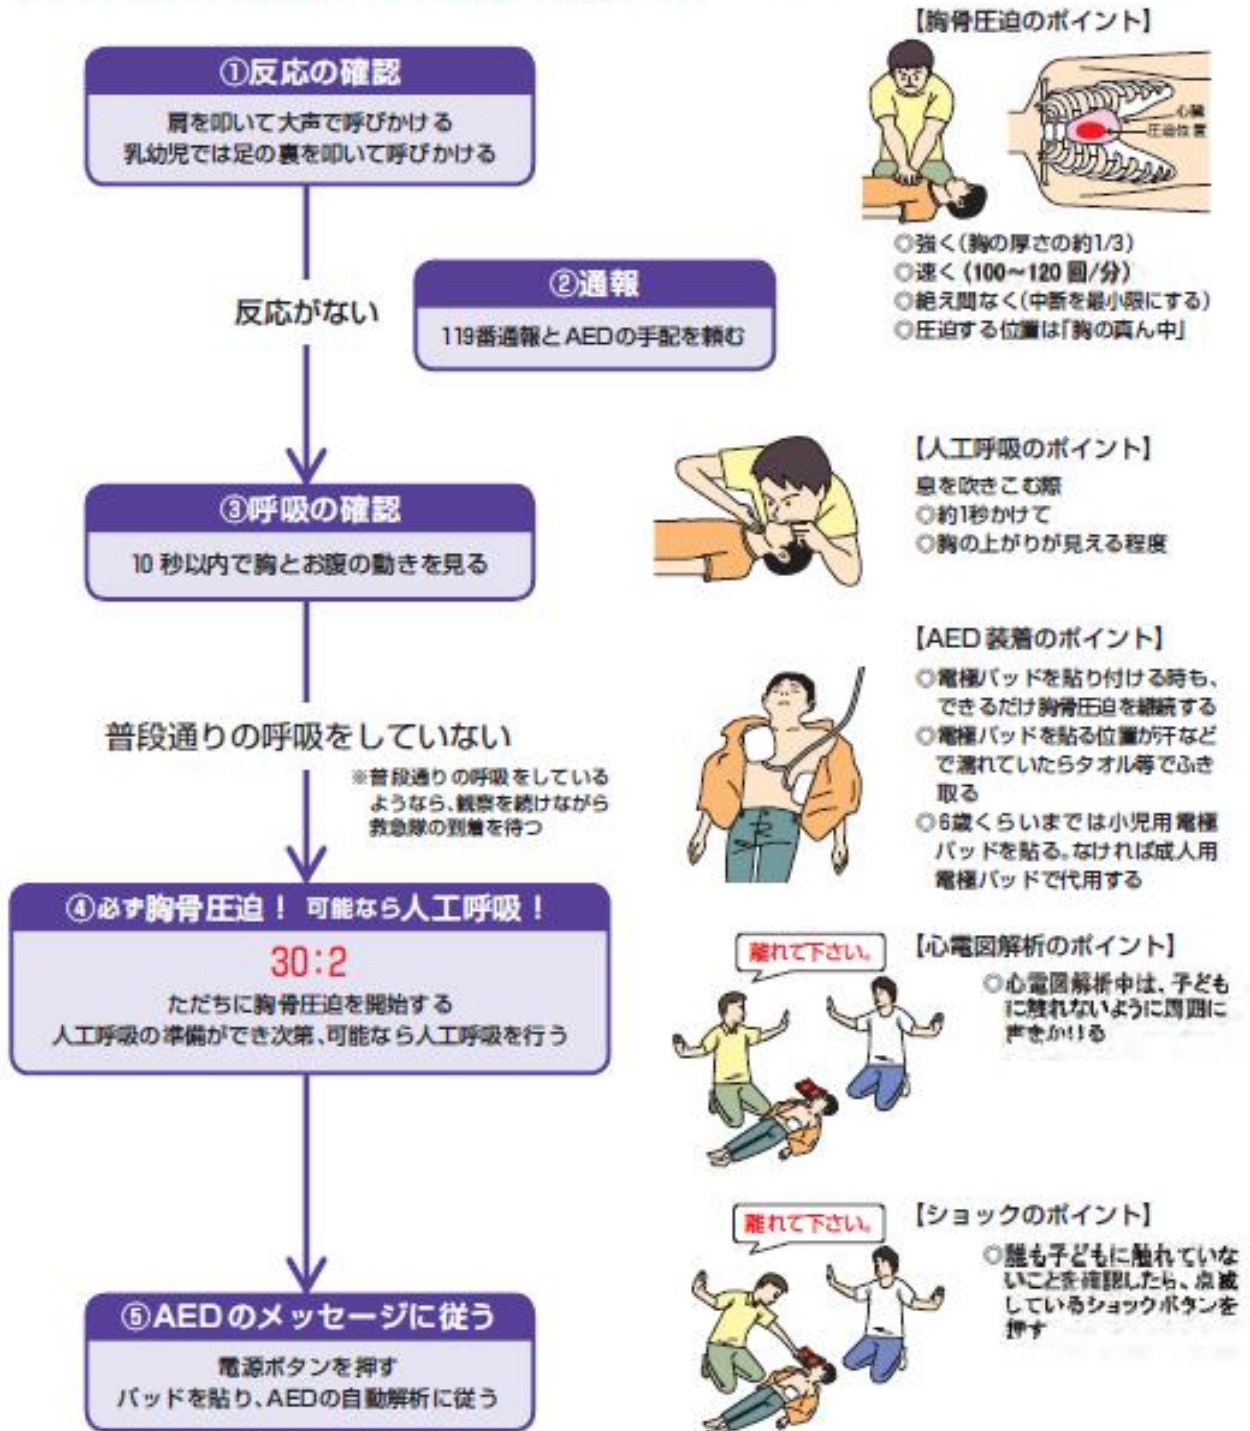 ①反応の確認
肩を叩いて大声で呼びかける
乳幼児では足の裏を叩いて呼びかける
反応がない
②通報
119番通報とAEDの手配を頼む
③呼吸の確認
10秒以内で胸とお腹の動きを見る
普段通りの呼吸をしていない
※普段通りの呼吸をしている
ようなら、観察を続けながら
救急隊の到着を待つ
④必ず胸骨圧迫！ 可能なら人工呼吸！
30:2
ただちに胸骨圧迫を開始する
人工呼吸の準備ができ次第、可能なら人工呼吸を行う
⑤AEDのメッセージに従う
電源ボタンを押す
パッドを貼り、AEDの自動解析に従う
【胸骨圧迫のポイント】
心臓
圧迫位置
◎強く(胸の厚さの約1/3)
◎速く(100〜120回/分)
◎絶え間なく(中断を最小限にする)
◎圧迫する位置は「胸の真ん中」
【人工呼吸のポイント】
息を吹きこむ際
◎約1秒かけて
◎胸の上がりが見える程度
【AED装着のポイント】
◎電極パッドを貼り付ける時も、
できるだけ胸骨圧迫を継続する
◎電極パッドを貼る位置が汗など
で濡れていたらタオル等でふき
取る
◎6歳くらいまでは小児用電極
パッドを貼る。なければ成人用
電極パッドで代用する
離れて下さい。
【心電図解析のポイント】
◎心電図解析中は、子ども
に触れないように周囲に
声をかける
離れて下さい。
【ショックのポイント】
◎誰も子どもに触れていな
いことを確認したら、点滅
しているショックボタンを
押す